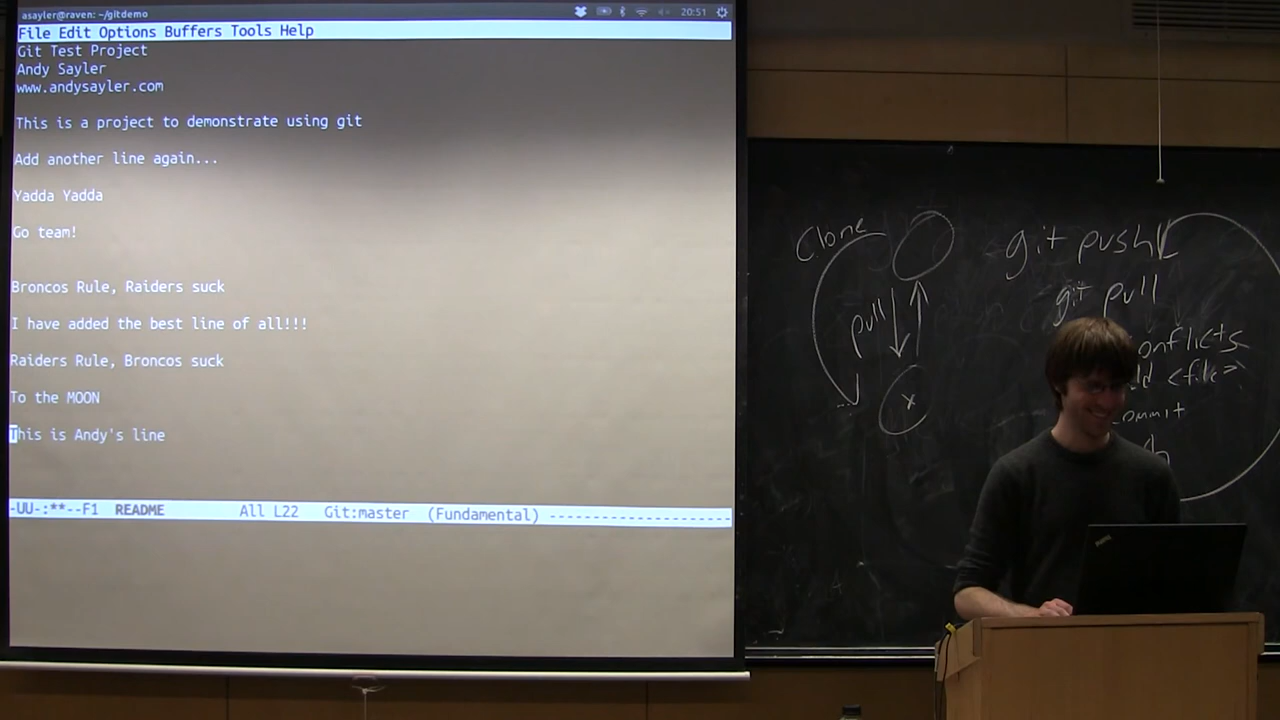 asayler@raven: ~/gitdemo
20:51
File Edit Options Buffers Tools Help
Git Test Project
Andy Sayler
www.andysayler.com
This is a project to demonstrate using git
Add another line again...
Yadda Yadda
Go team!
Broncos Rule, Raiders suck
I have added the best line of all!!!
Raiders Rule, Broncos suck
To the MOON
This is Andy's line
-UU-:**--F1 README All L22 Git:master (Fundamental) --------------------
Clone
pull
x
git push
git pull
onflicts
dd <file>
ommit
h